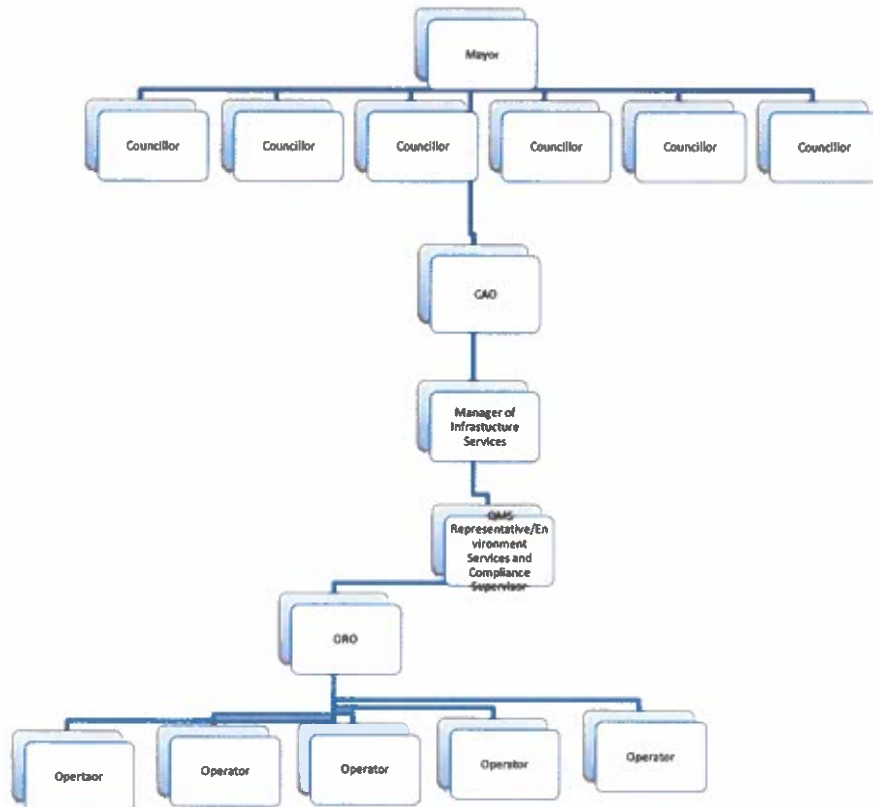 Mayor
Councillor
Councillor
Councillor
Councillor
Councillor
Councillor
CAO
Manager of
Infrastucture
Services
QMS
Representative/En
vironment
Services and
Compliance
Supervisor
ORO
Opertaor
Operator
Operator
Operator
Operator